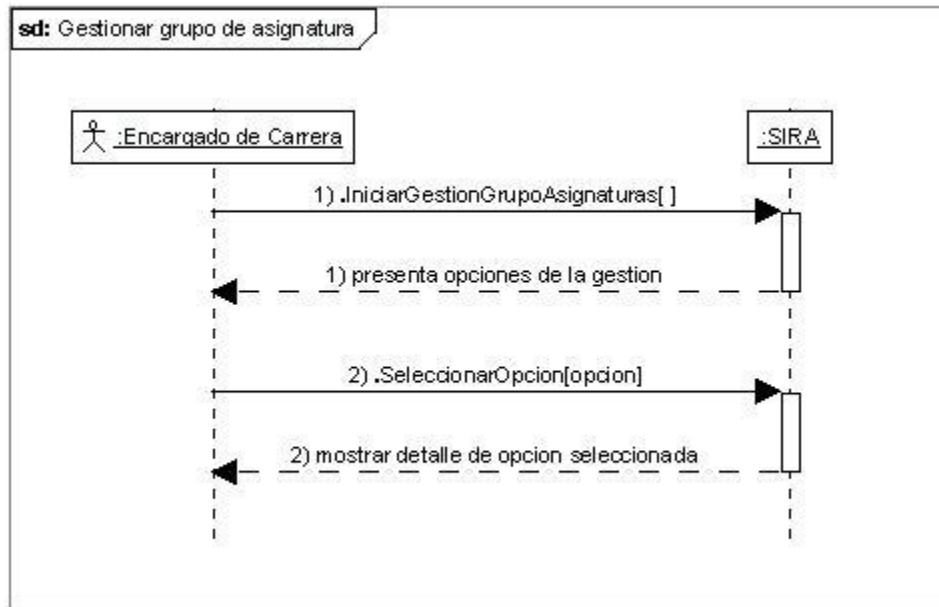 sd: Gestionar grupo de asignatura
:Encargado de Carrera
:SIRA
1) .IniciarGestionGrupoAsignaturas[ ]
1) presenta opciones de la gestion
2) .SeleccionarOpcion[opcion]
2) mostrar detalle de opcion seleccionada